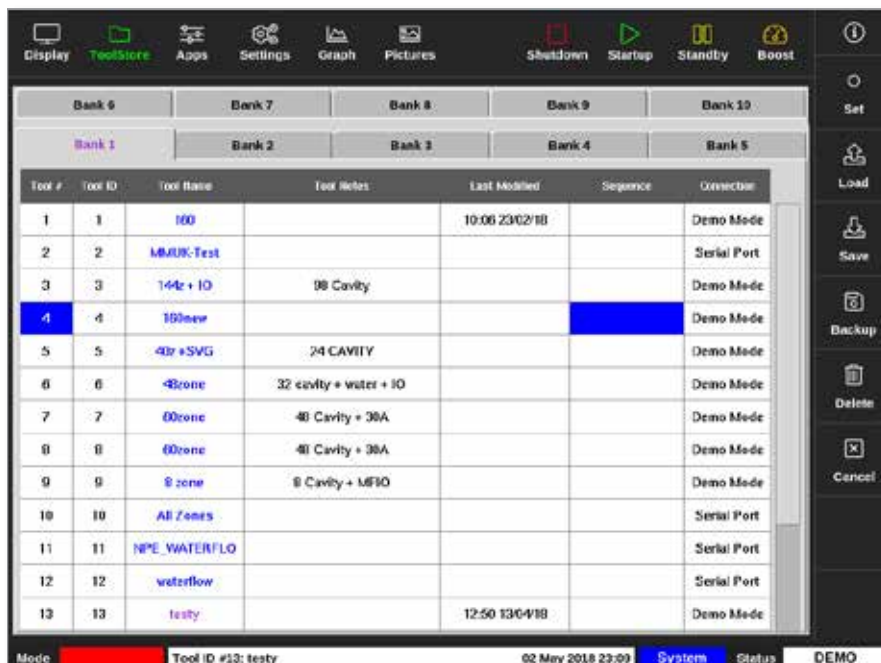 Display ToolStore Apps Settings Graph Pictures Shutdown Startup Standby Boost
Set
Load
Save
Backup
Delete
Cancel
Bank 6 Bank 7 Bank 8 Bank 9 Bank 10
Bank 1 Bank 2 Bank 3 Bank 4 Bank 5
Tool # Tool ID Tool Name Tool Notes Last Modified Sequence Connection
1 1 160 10:06 23/02/18 Demo Mode
2 2 MMUK-Test Serial Port
3 3 144z + IO 98 Cavity Demo Mode
4 4 160new Demo Mode
5 5 40z +SVG 24 CAVITY Demo Mode
6 6 48zone 32 cavity + water + IO Demo Mode
7 7 60zone 48 Cavity + 30A Demo Mode
8 8 60zone 48 Cavity + 30A Demo Mode
9 9 8 zone 8 Cavity + MFIO Demo Mode
10 10 All Zones Serial Port
11 11 NPE_WATERFLO Serial Port
12 12 waterflow Serial Port
13 13 testy 12:50 13/04/18 Demo Mode
Mode Tool ID #13: testy 02 May 2018 23:09 System Status DEMO